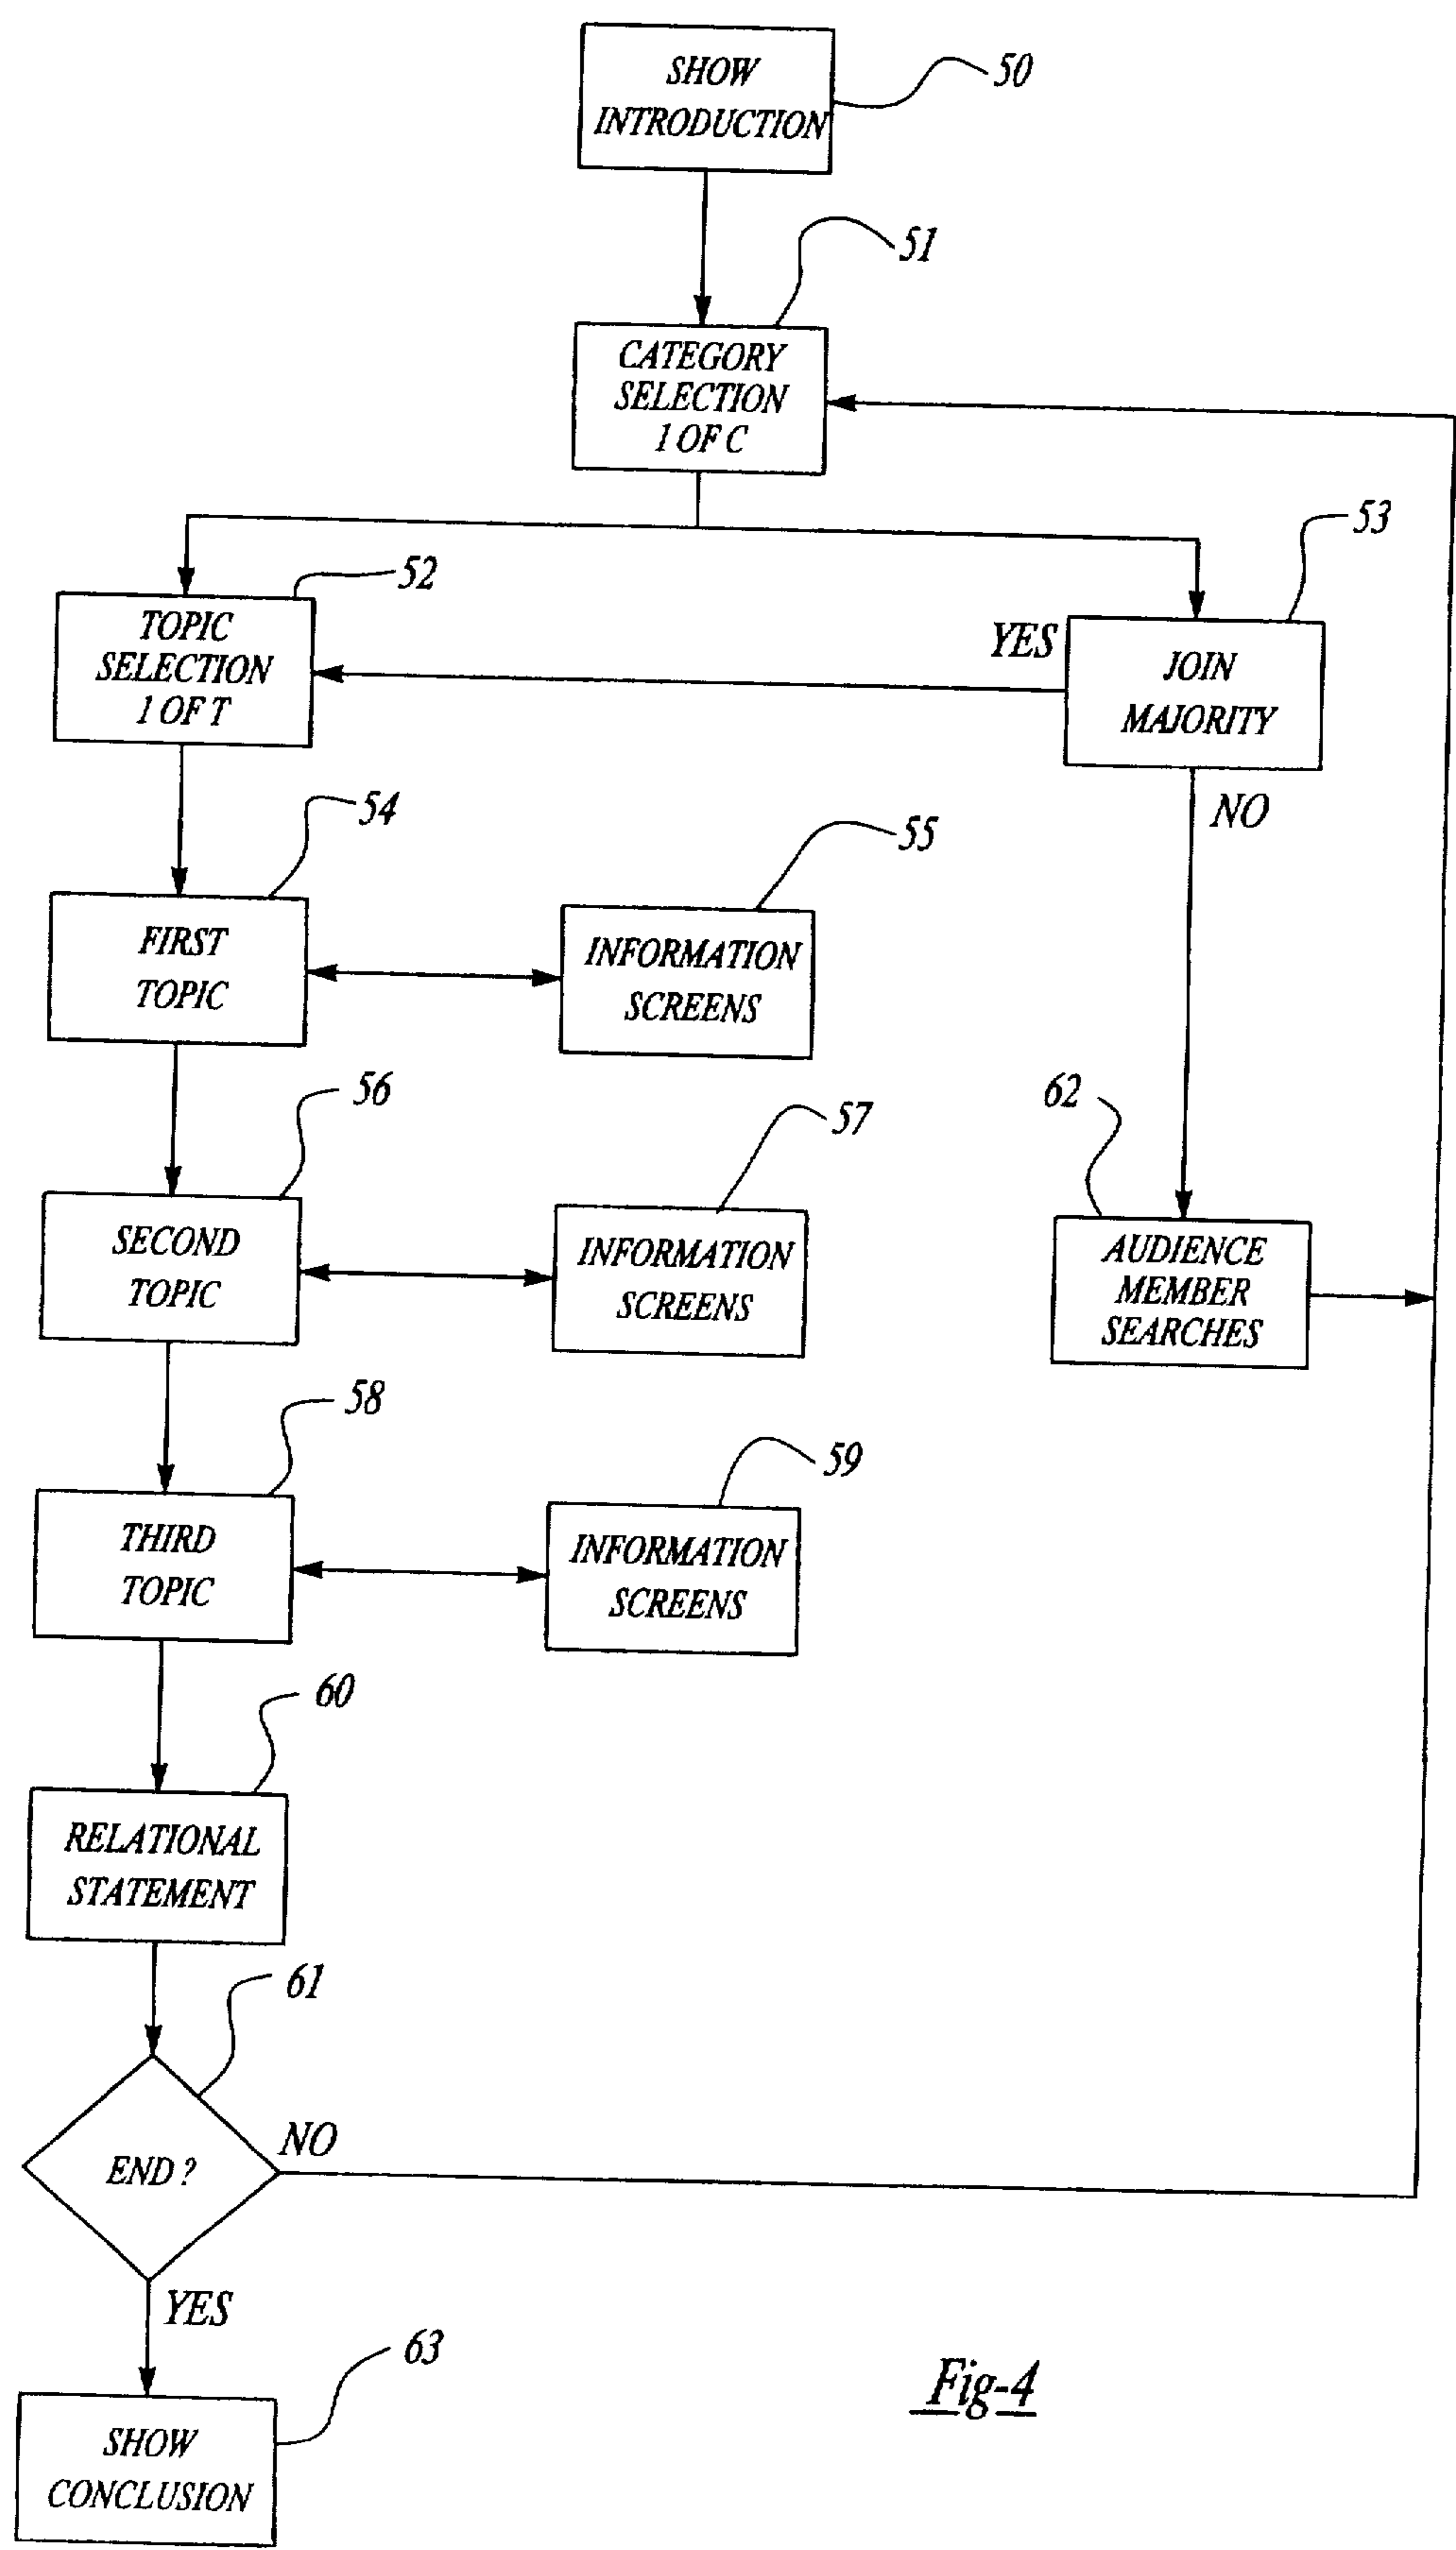 SHOW
INTRODUCTION
50
51
CATEGORY
SELECTION
1 OF C
53
52
TOPIC
SELECTION
1 OF T
YES
JOIN
MAJORITY
NO
54
55
FIRST
TOPIC
INFORMATION
SCREENS
56
57
62
SECOND
TOPIC
INFORMATION
SCREENS
AUDIENCE
MEMBER
SEARCHES
58
59
THIRD
TOPIC
INFORMATION
SCREENS
60
RELATIONAL
STATEMENT
61
END ?
NO
YES
63
SHOW
CONCLUSION
Fig-4